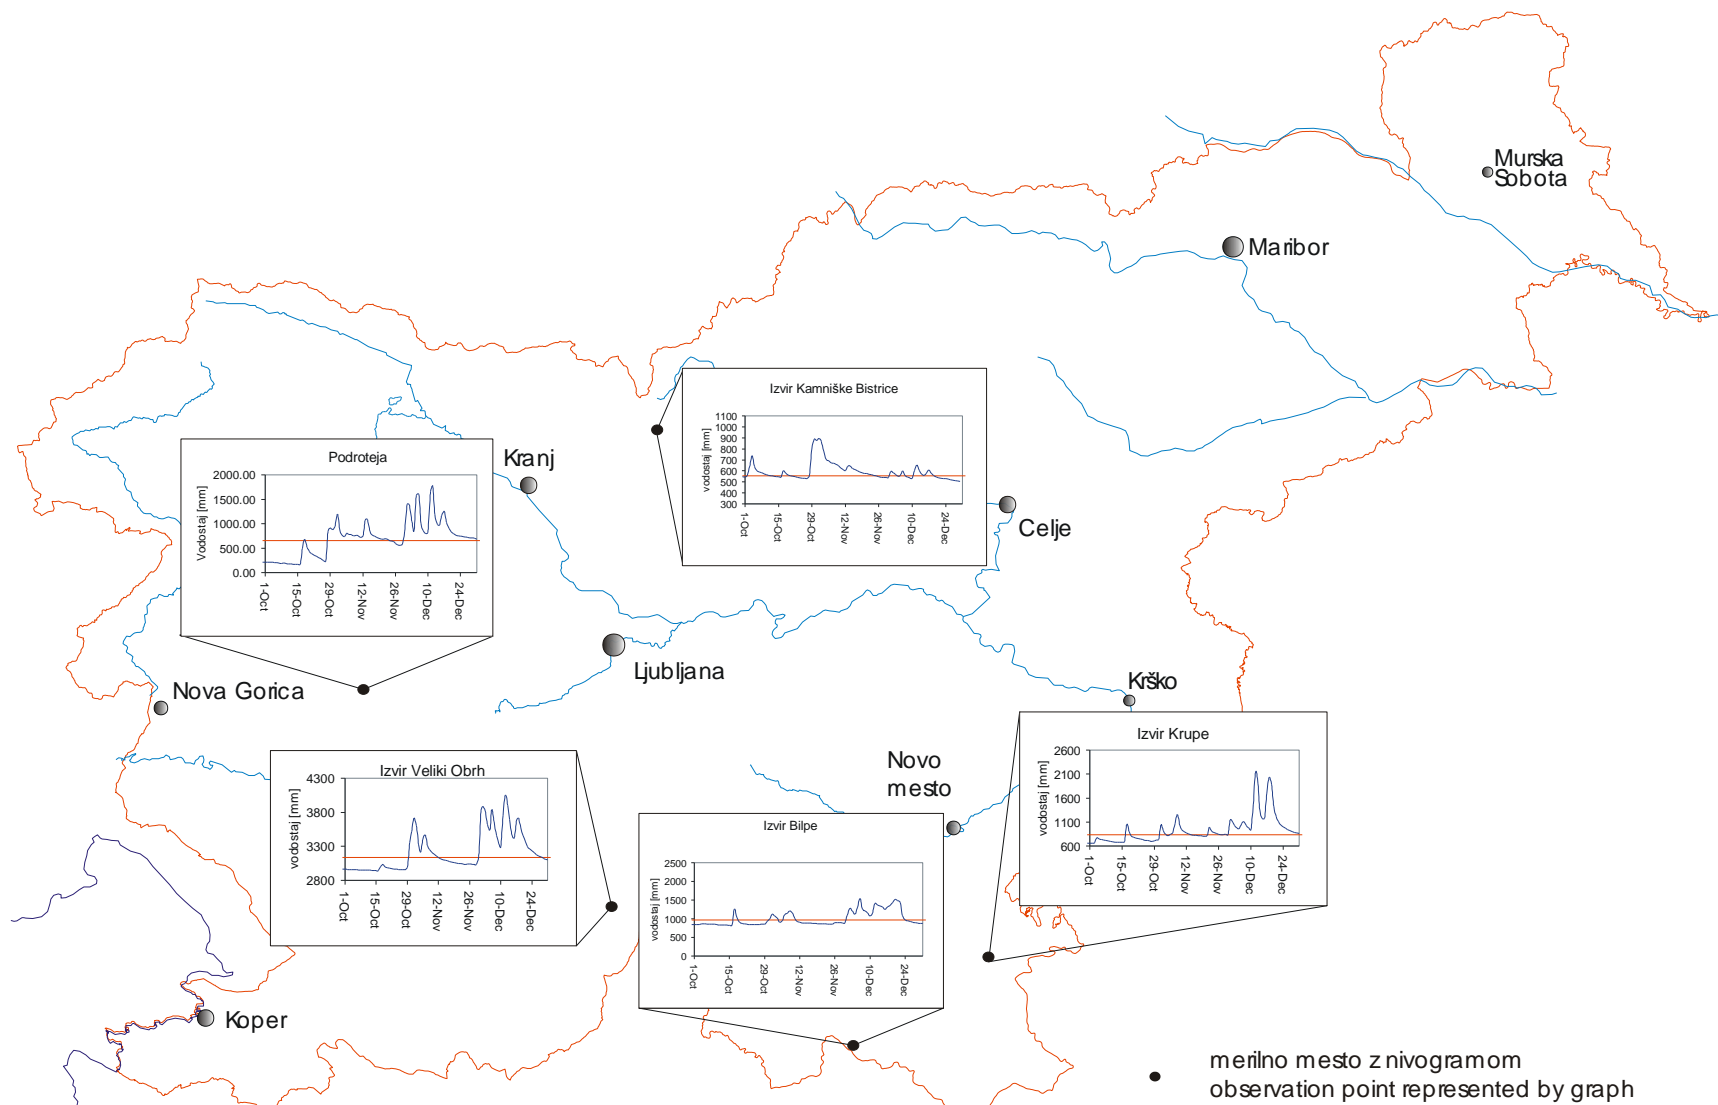 Murska
Sobota
Maribor
Izvir Kamniške Bistrice
vodostaj [mm]
1100
1000
900
800
700
600
500
400
300
1-Oct
15-Oct
29-Oct
12-Nov
26-Nov
10-Dec
24-Dec
Podroteja
Vodostaj [mm]
2000.00
1500.00
1000.00
500.00
0.00
1-Oct
15-Oct
29-Oct
12-Nov
26-Nov
10-Dec
24-Dec
Kranj
Celje
Ljubljana
Nova Gorica
Krško
Izvir Krupe
vodostaj [mm]
2600
2100
1600
1100
600
1-Oct
15-Oct
29-Oct
12-Nov
26-Nov
10-Dec
24-Dec
Izvir Veliki Obrh
vodostaj [mm]
4300
3800
3300
2800
1-Oct
15-Oct
29-Oct
12-Nov
26-Nov
10-Dec
24-Dec
Novo
mesto
Izvir Bilpe
vodostaj [mm]
2500
2000
1500
1000
500
0
1-Oct
15-Oct
29-Oct
12-Nov
26-Nov
10-Dec
24-Dec
Koper
merilno mesto z nivogramom
observation point represented by graph